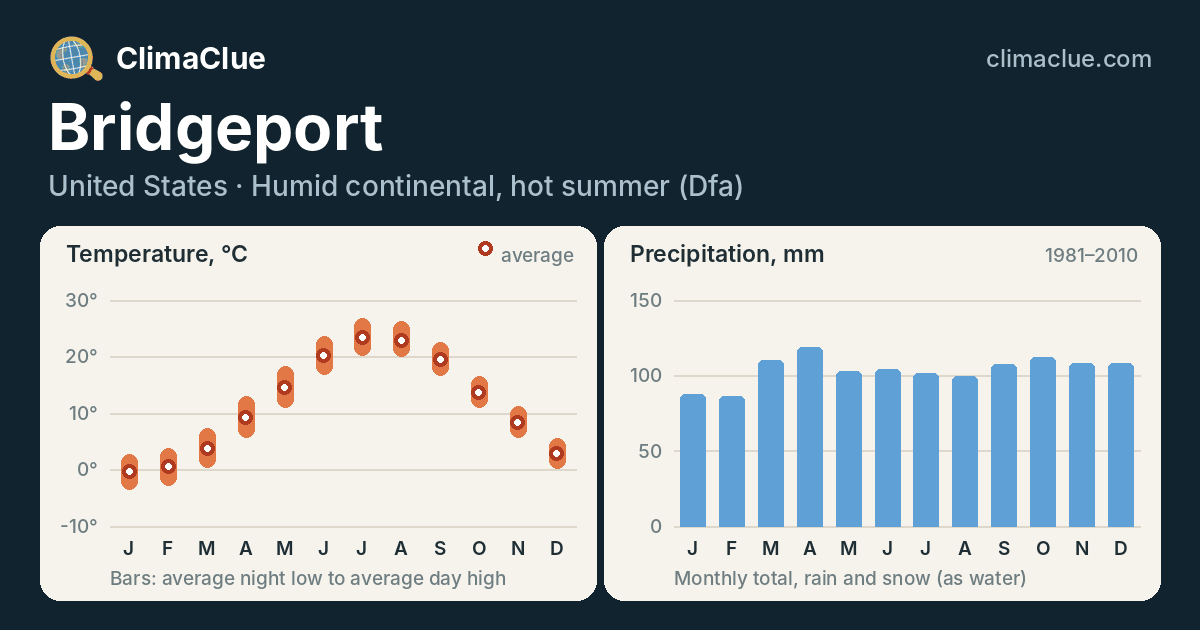 ClimaClue
climaclue.com
Bridgeport
United States · Humid continental, hot summer (Dfa)
Temperature, °C
average
30°
20°
10°
0°
-10°
J F M A M J J A S O N D
Bars: average night low to average day high
Precipitation, mm
1981–2010
150
100
50
0
J F M A M J J A S O N D
Monthly total, rain and snow (as water)